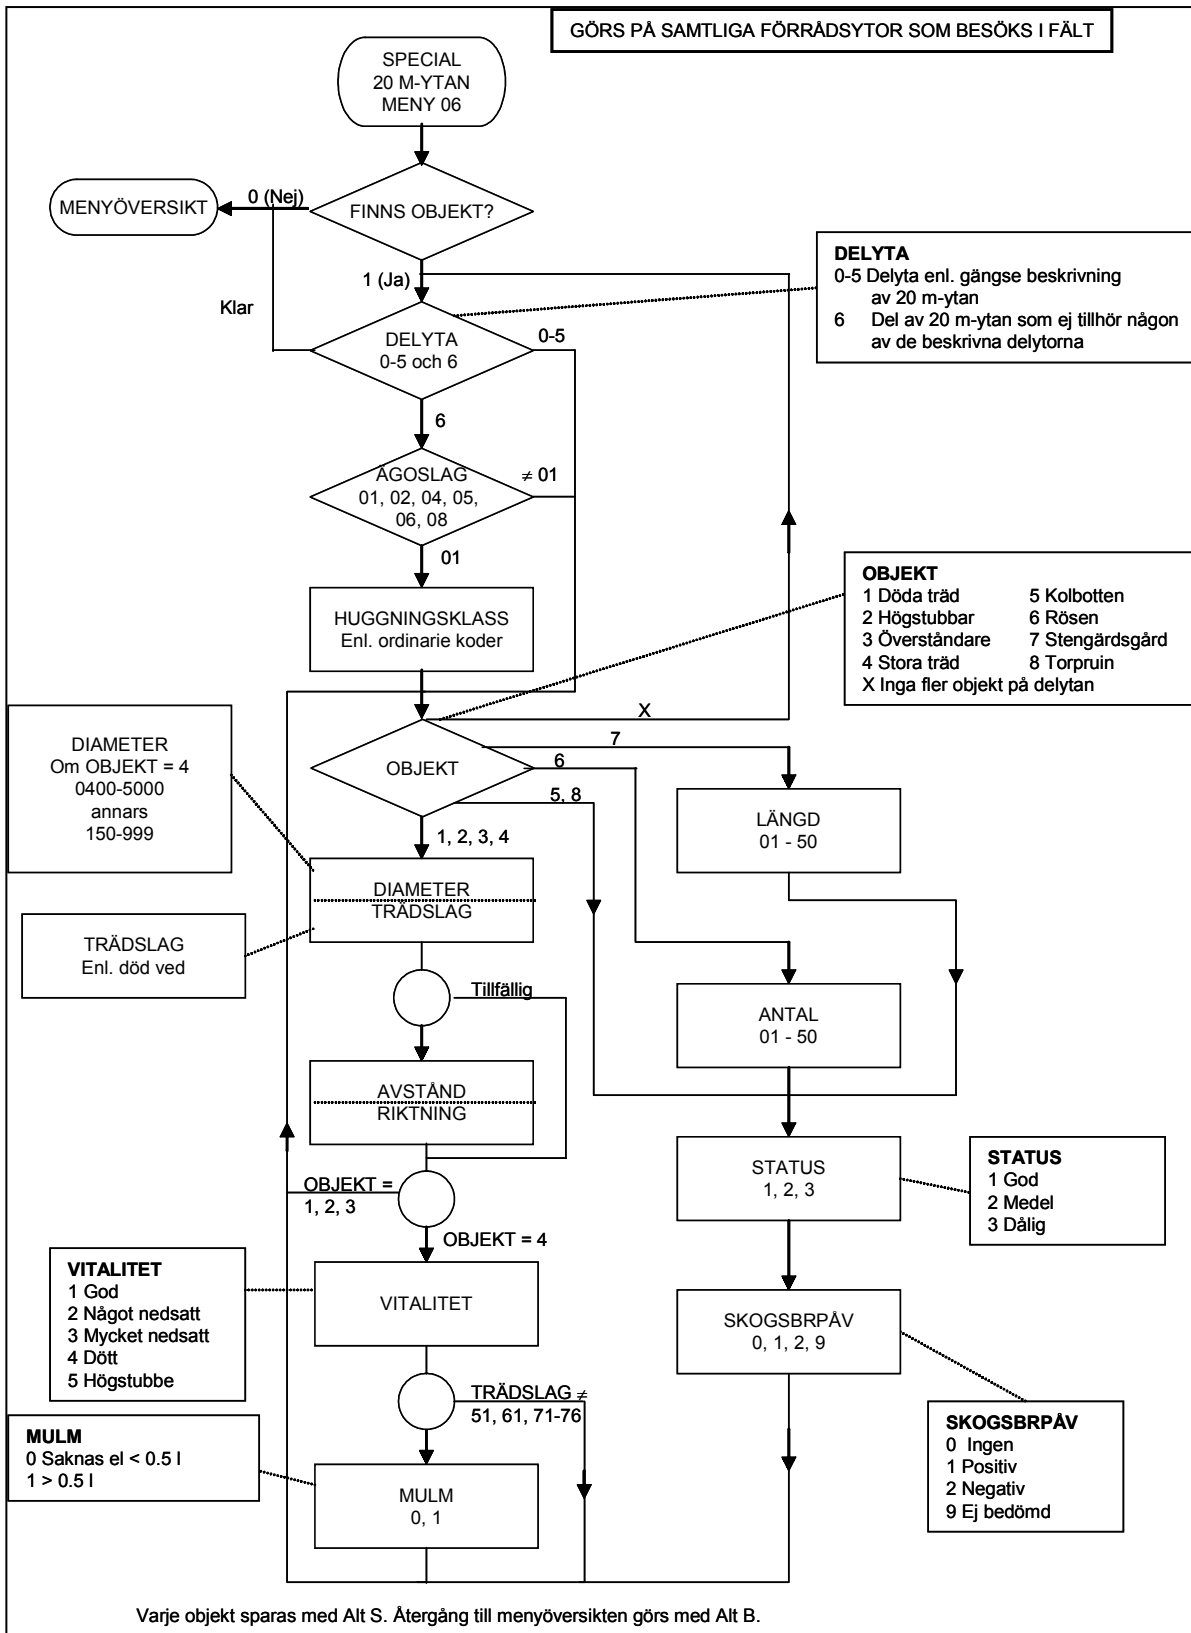 GÖRS PÅ SAMTLIGA FÖRRÅDSYTOR SOM BESÖKS I FÄLT
SPECIAL
20 M-YTAN
MENY 06
0 (Nej)
MENYÖVERSIKT
FINNS OBJEKT?
1 (Ja)
Klar
DELYTA
0-5 och 6
0-5
DELYTA
0-5 Delyta enl. gängse beskrivning
av 20 m-ytan
6 Del av 20 m-ytan som ej tillhör någon
av de beskrivna delytorna
6
ÄGOSLAG
01, 02, 04, 05,
06, 08
≠ 01
01
HUGGNINGSKLASS
Enl. ordinarie koder
OBJEKT
1 Döda träd 5 Kolbotten
2 Högstubbar 6 Rösen
3 Överståndare 7 Stengärdsgård
4 Stora träd 8 Torpruin
X Inga fler objekt på delytan
X
7
OBJEKT
6
5, 8
1, 2, 3, 4
DIAMETER
Om OBJEKT = 4
0400-5000
annars
150-999
LÄNGD
01 - 50
DIAMETER
TRÄDSLAG
TRÄDSLAG
Enl. död ved
Tillfällig
ANTAL
01 - 50
AVSTÅND
RIKTNING
OBJEKT =
1, 2, 3
OBJEKT = 4
STATUS
1, 2, 3
STATUS
1 God
2 Medel
3 Dålig
VITALITET
1 God
2 Något nedsatt
3 Mycket nedsatt
4 Dött
5 Högstubbe
VITALITET
SKOGSBRPÅV
0, 1, 2, 9
TRÄDSLAG ≠
51, 61, 71-76
MULM
0 Saknas el < 0.5 l
1 > 0.5 l
MULM
0, 1
SKOGSBRPÅV
0 Ingen
1 Positiv
2 Negativ
9 Ej bedömd
Varje objekt sparas med Alt S. Återgång till menyöversikten görs med Alt B.